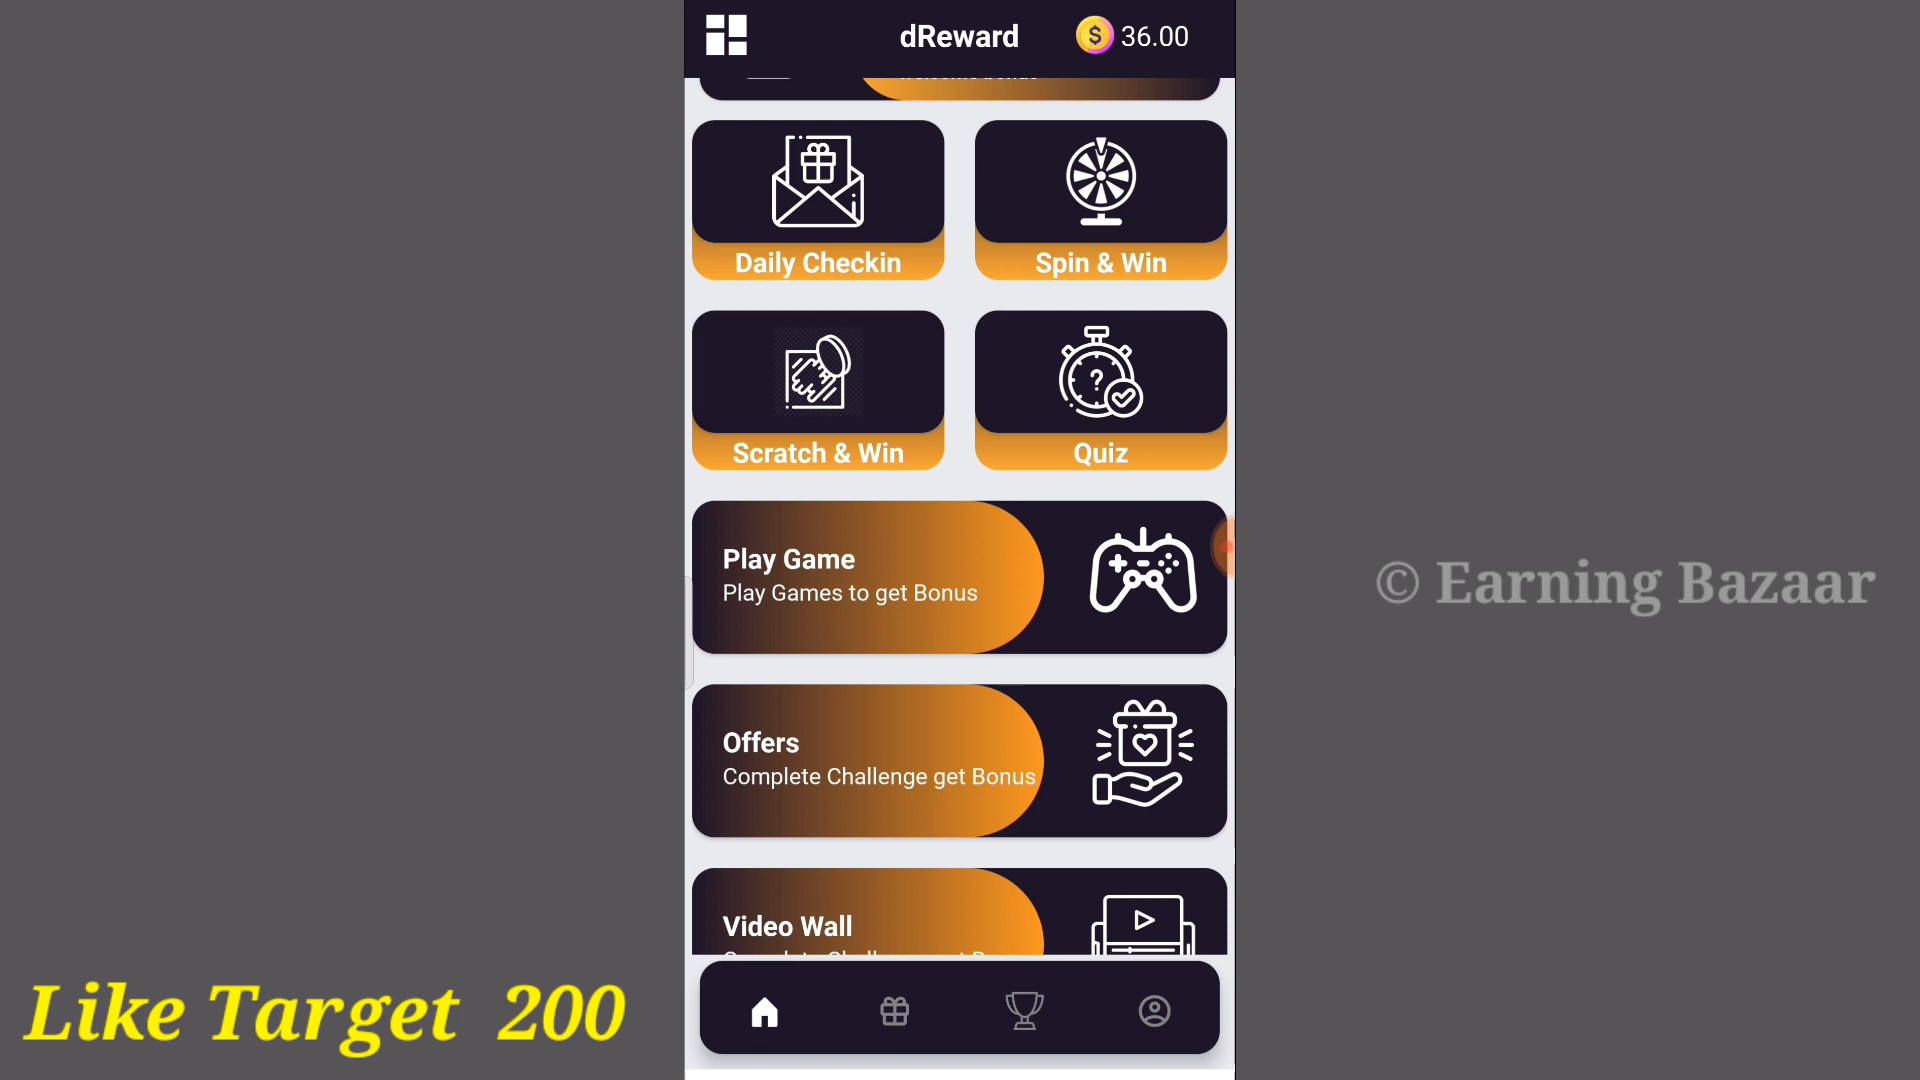 dReward
36.00
Daily Checkin
Spin & Win
Scratch & Win
Quiz
Play Game
Play Games to get Bonus
Offers
Complete Challenge get Bonus
Video Wall
© Earning Bazaar
Like Target 200